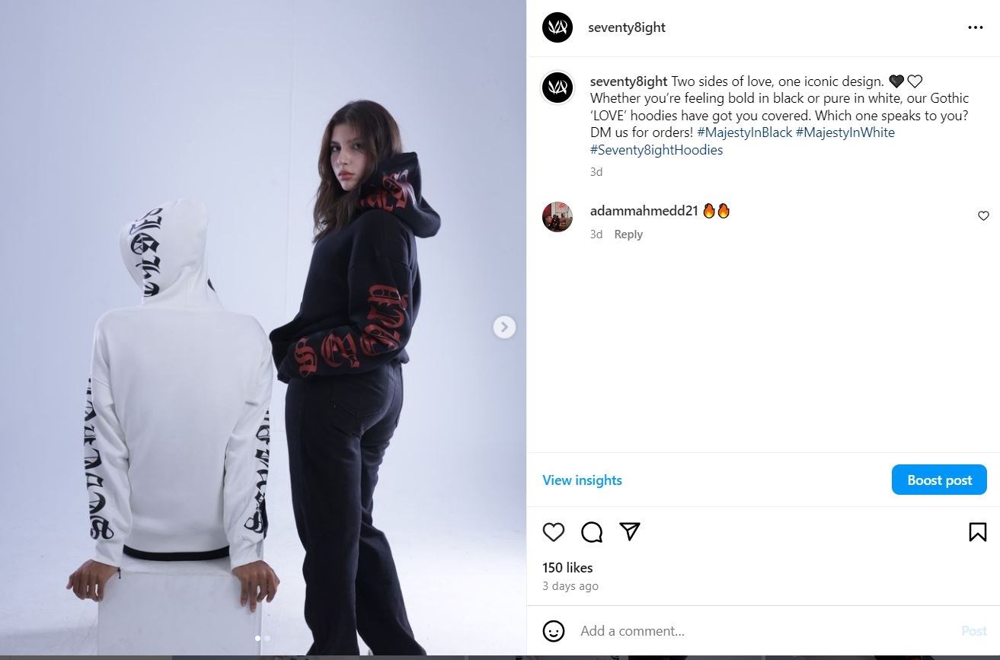 seventy8ight
seventy8ight Two sides of love, one iconic design. 🖤🤍
Whether you’re feeling bold in black or pure in white, our Gothic
‘LOVE’ hoodies have got you covered. Which one speaks to you?
DM us for orders! #MajestyInBlack #MajestyInWhite
#Seventy8ightHoodies
3d
adammahmedd21 🔥🔥
3d Reply
View insights
Boost post
150 likes
3 days ago
Add a comment...
Post